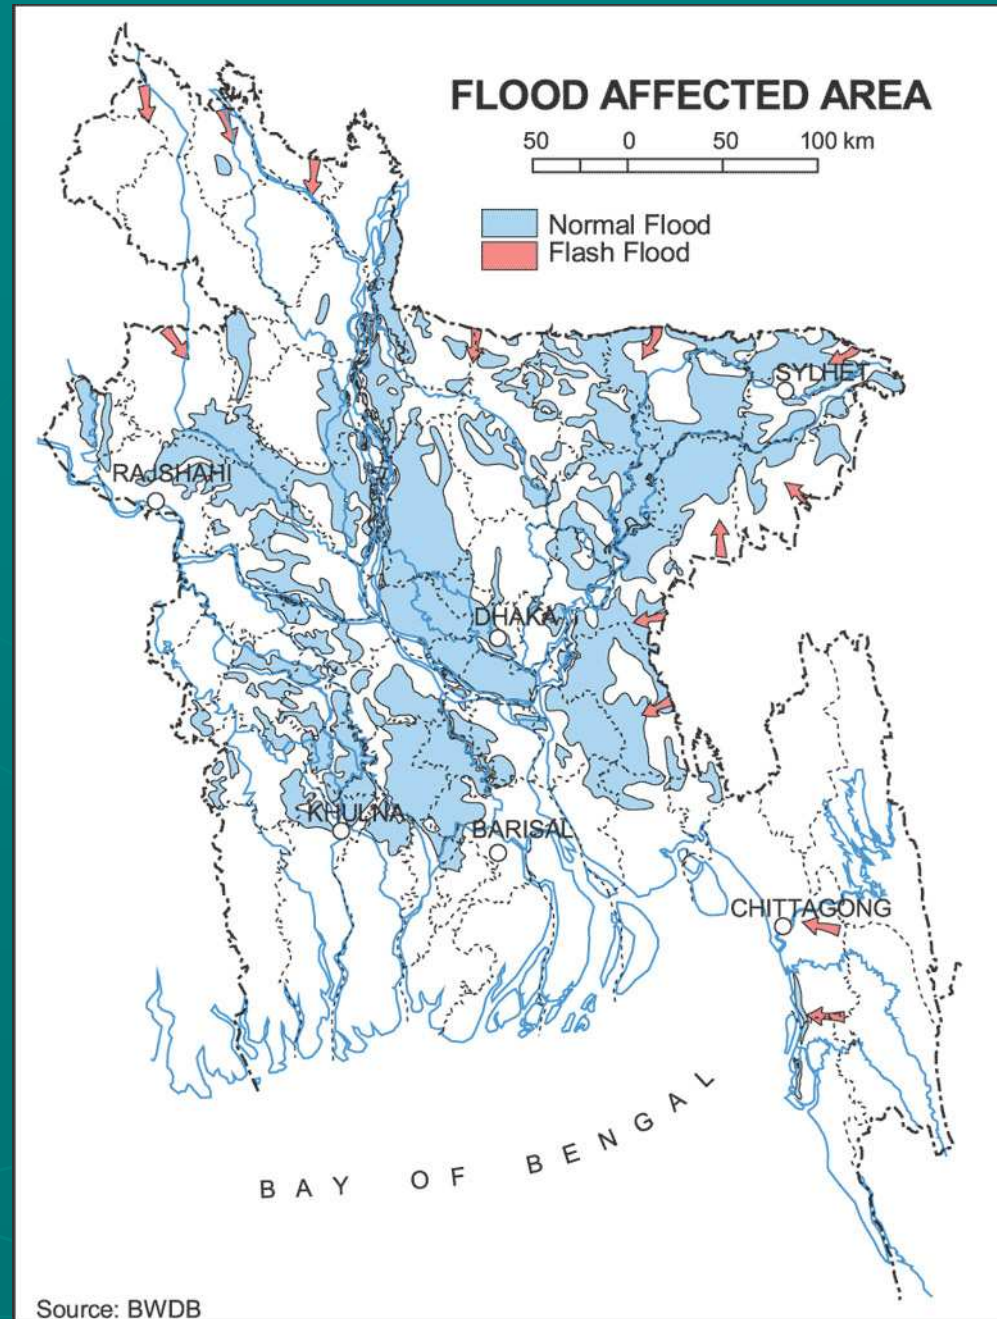 FLOOD AFFECTED AREA
50 0 50 100 km
Normal Flood
Flash Flood
SYLHET
RAJSHAHI
DHAKA
KHULNA
BARISAL
CHITTAGONG
BAY OF BENGAL
Source: BWDB